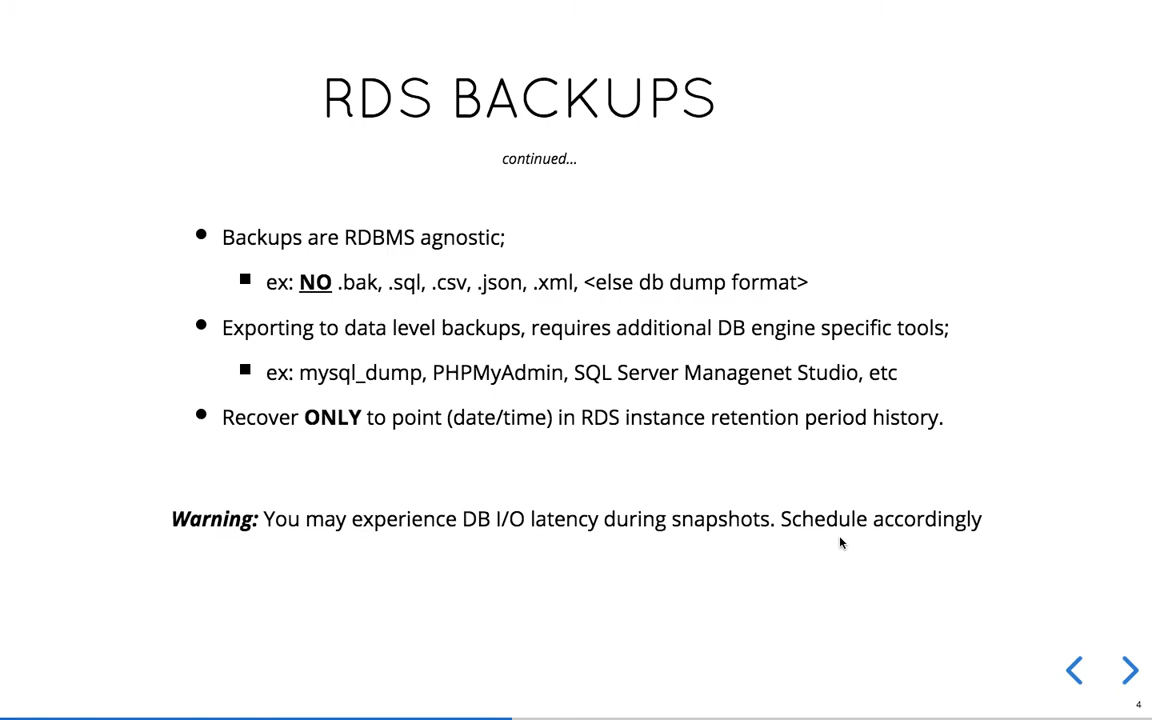 RDS BACKUPS
continued...
Backups are RDBMS agnostic;
ex: NO .bak, .sql, .csv, .json, .xml, <else db dump format>
Exporting to data level backups, requires additional DB engine specific tools;
ex: mysql_dump, PHPMyAdmin, SQL Server Managenet Studio, etc
Recover ONLY to point (date/time) in RDS instance retention period history.
Warning: You may experience DB I/O latency during snapshots. Schedule accordingly
4